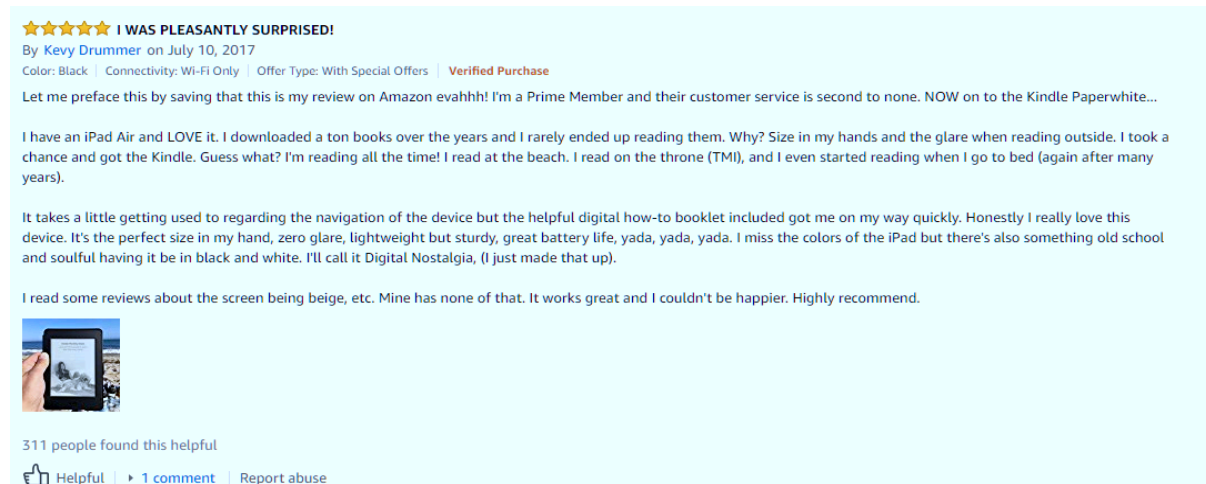 I WAS PLEASANTLY SURPRISED!
By Kevy Drummer on July 10, 2017
Color: Black | Connectivity: Wi-Fi Only | Offer Type: With Special Offers | Verified Purchase
Let me preface this by saving that this is my review on Amazon evahhh! I'm a Prime Member and their customer service is second to none. NOW on to the Kindle Paperwhite...
I have an iPad Air and LOVE it. I downloaded a ton books over the years and I rarely ended up reading them. Why? Size in my hands and the glare when reading outside. I took a
chance and got the Kindle. Guess what? I'm reading all the time! I read at the beach. I read on the throne (TMI), and I even started reading when I go to bed (again after many
years).
It takes a little getting used to regarding the navigation of the device but the helpful digital how-to booklet included got me on my way quickly. Honestly I really love this
device. It's the perfect size in my hand, zero glare, lightweight but sturdy, great battery life, yada, yada, yada. I miss the colors of the iPad but there's also something old school
and soulful having it be in black and white. I'll call it Digital Nostalgia, (I just made that up).
I read some reviews about the screen being beige, etc. Mine has none of that. It works great and I couldn't be happier. Highly recommend.
311 people found this helpful
Helpful | 1 comment | Report abuse